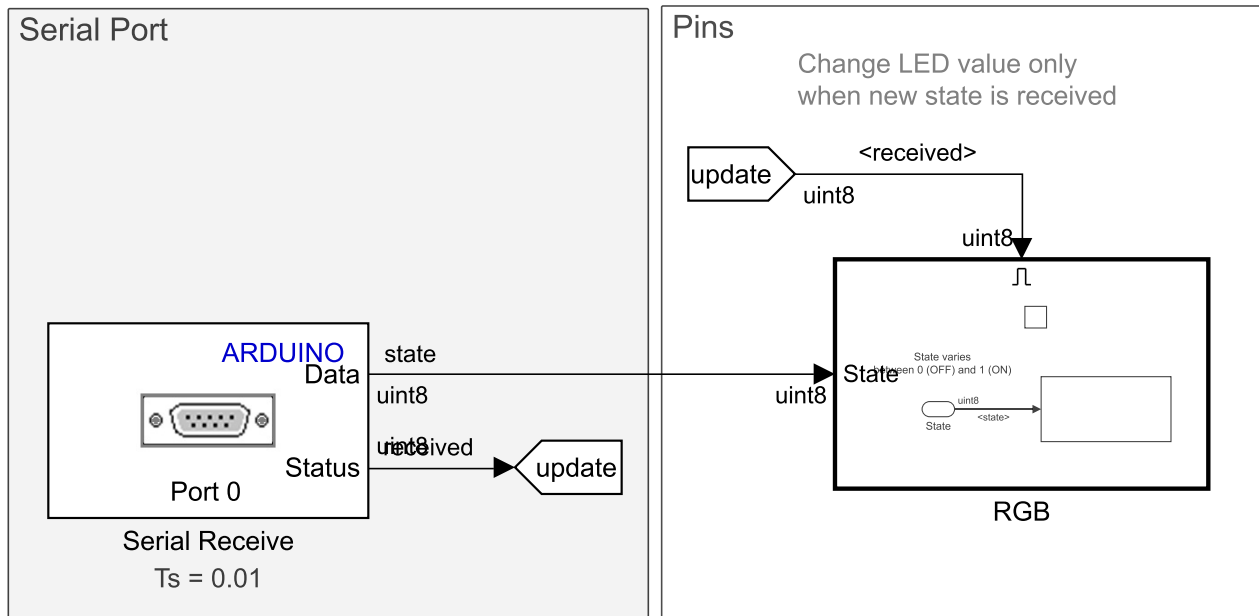 Serial Port
ARDUINO
Data
Status
Port 0
Serial Receive
Ts = 0.01
state
uint8
uint8
received
update
Pins
Change LED value only
when new state is received
update
<received>
uint8
uint8
uint8
State
State varies
between 0 (OFF) and 1 (ON)
State
uint8
<state>
RGB